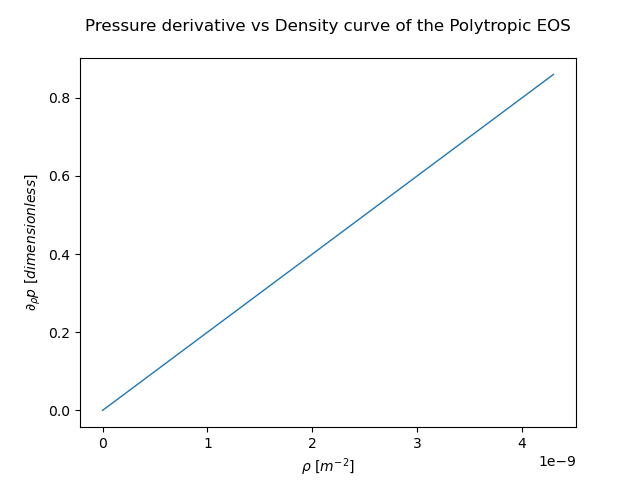 Pressure derivative vs Density curve of the Polytropic EOS
0.8
0.6
0.4
0.2
0.0
∂ρp [dimensionless]
0 1 2 3 4
1e−9
ρ [m−2]